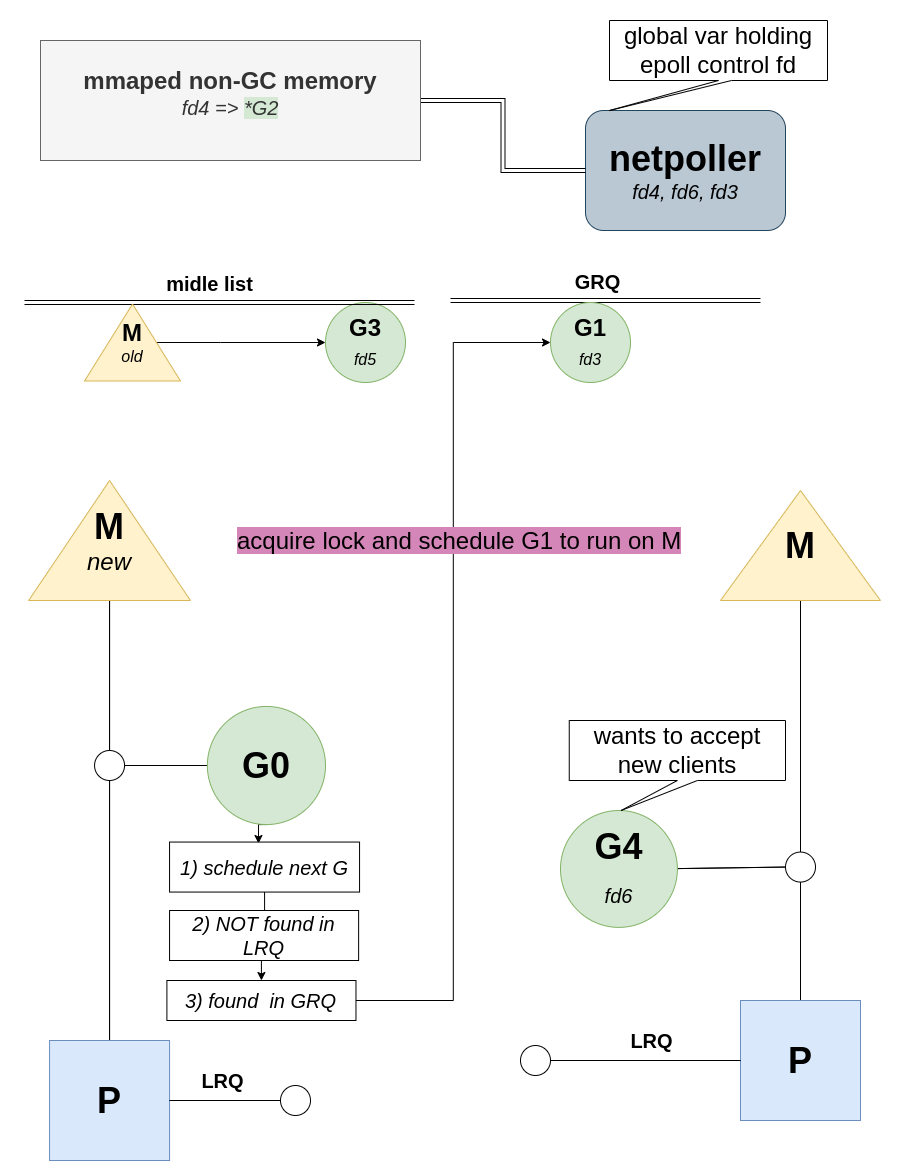 global var holding
epoll control fd
mmaped non-GC memory
fd4 => *G2
netpoller
fd4, fd6, fd3
midle list
GRQ
M
old
G3
fd5
G1
fd3
M
new
acquire lock and schedule G1 to run on M
M
G0
wants to accept
new clients
G4
fd6
1) schedule next G
2) NOT found in
LRQ
3) found  in GRQ
P
LRQ
LRQ
P